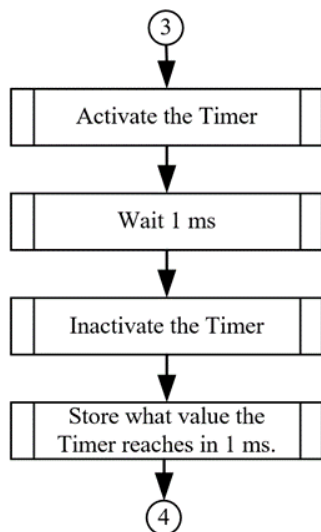 3
Activate the Timer
Wait 1 ms
Inactivate the Timer
Store what value the
Timer reaches in 1 ms.
4